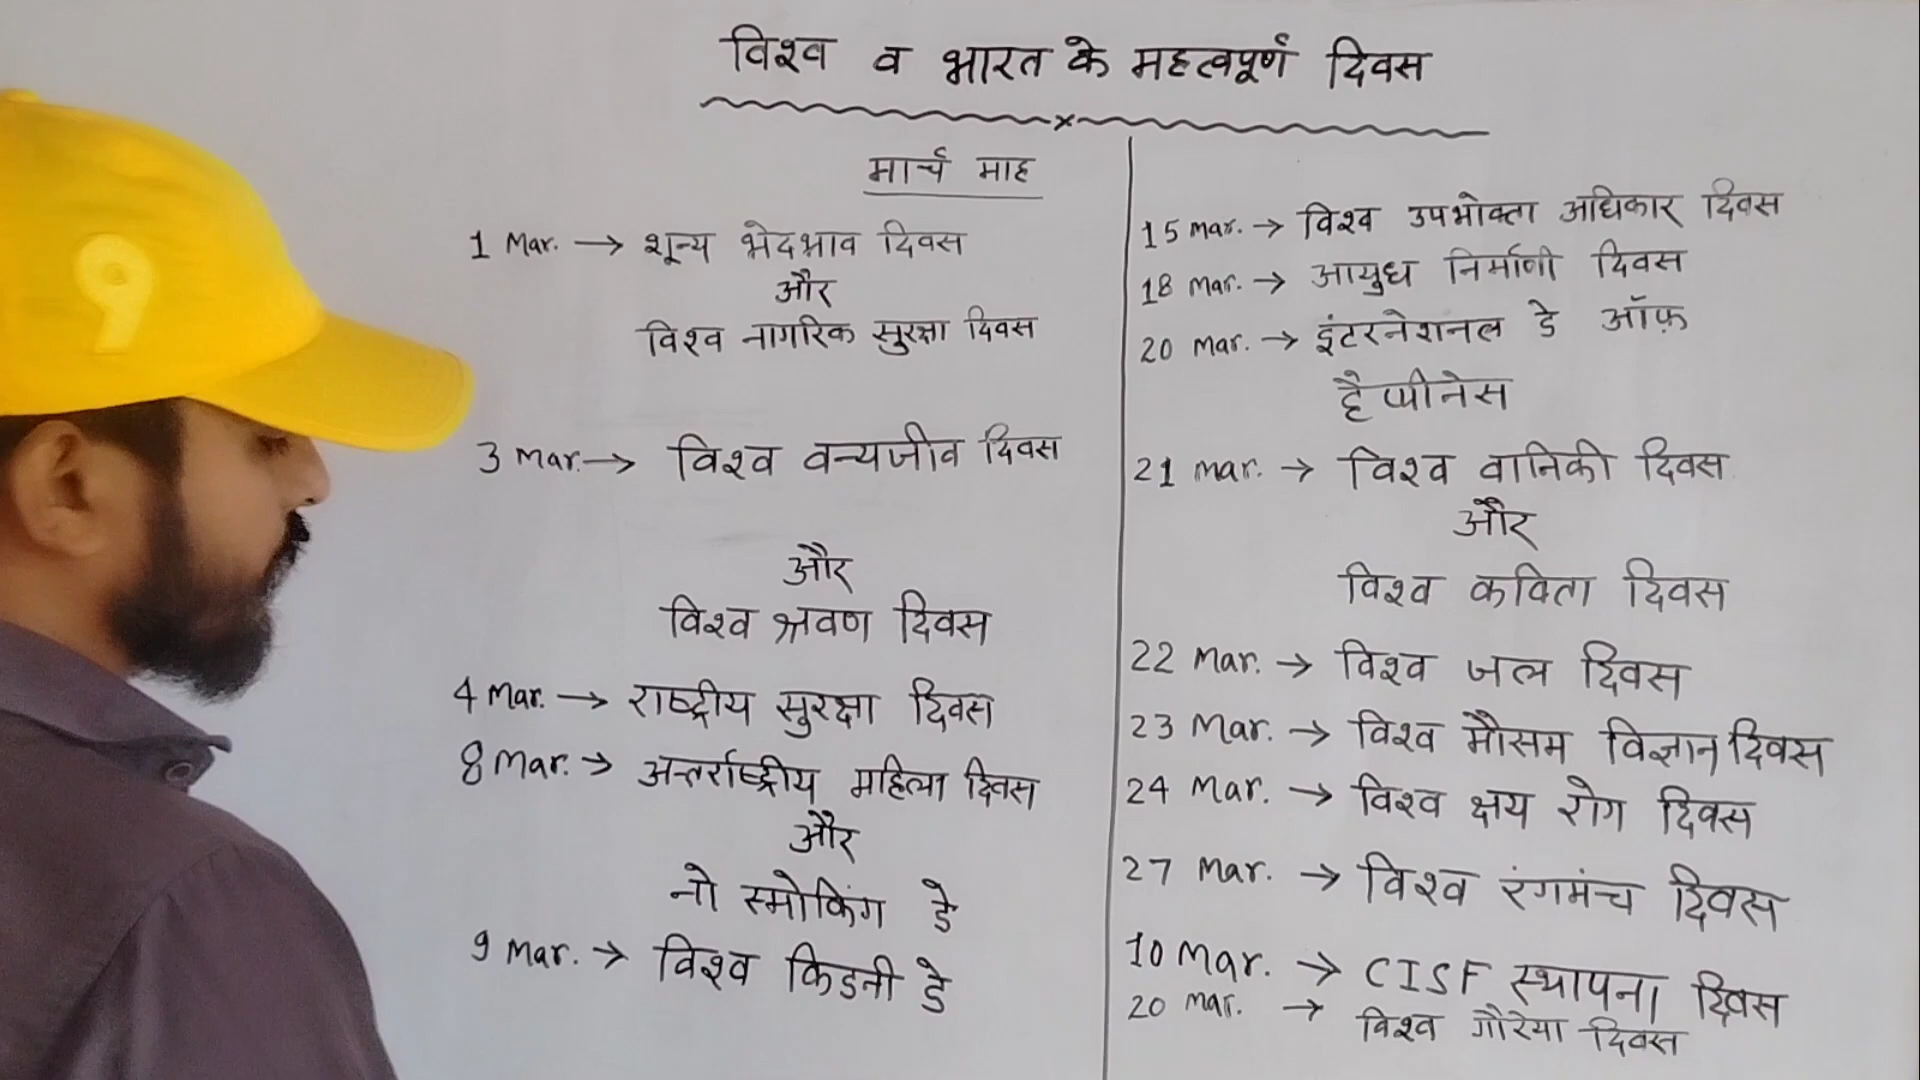 विश्व व भारत के महत्वपूर्ण दिवस
x
मार्च माह
1 Mar. → शून्य भेदभाव दिवस
और
विश्व नागरिक सुरक्षा दिवस
3 Mar. → विश्व वन्यजीव दिवस
और
विश्व श्रवण दिवस
4 Mar. → राष्ट्रीय सुरक्षा दिवस
8 Mar. → अन्तर्राष्ट्रीय महिला दिवस
और
नो स्मोकिंग डे
9 Mar. → विश्व किडनी डे
15 Mar. → विश्व उपभोक्ता अधिकार दिवस
18 Mar. → आयुध निर्माणी दिवस
20 Mar. → इंटरनेशनल डे ऑफ़
हैप्पीनेस
21 Mar. → विश्व वानिकी दिवस
और
विश्व कविता दिवस
22 Mar. → विश्व जल दिवस
23 Mar. → विश्व मौसम विज्ञान दिवस
24 Mar. → विश्व क्षय रोग दिवस
27 Mar. → विश्व रंगमंच दिवस
10 Mar. → CISF स्थापना दिवस
20 Mar. → विश्व गौरेया दिवस
9